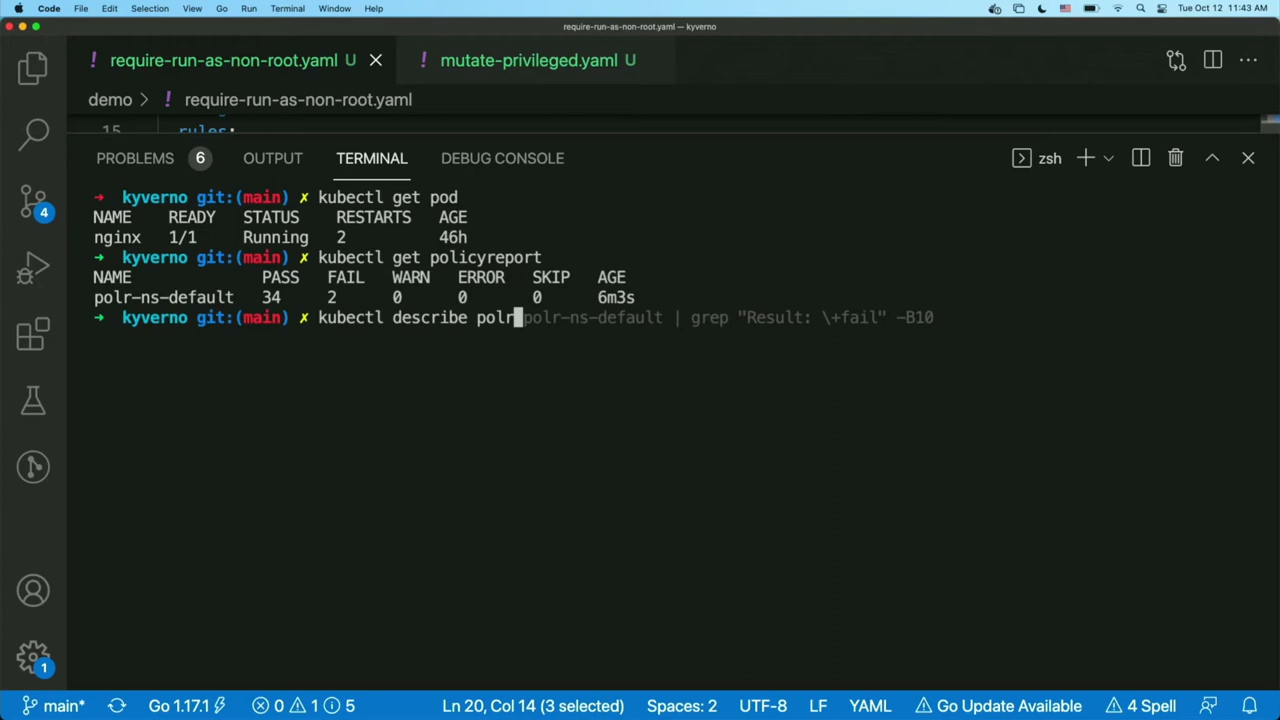 Code File Edit Selection View Go Run Terminal Window Help Tue Oct 12 11:43 AM
require-run-as-non-root.yaml — kyverno
! require-run-as-non-root.yaml U ! mutate-privileged.yaml U
demo > ! require-run-as-non-root.yaml
15 rules:
PROBLEMS 6 OUTPUT TERMINAL DEBUG CONSOLE zsh
➜ kyverno git:(main) ✗ kubectl get pod
NAME READY STATUS RESTARTS AGE
nginx 1/1 Running 2 46h
➜ kyverno git:(main) ✗ kubectl get policyreport
NAME PASS FAIL WARN ERROR SKIP AGE
polr-ns-default 34 2 0 0 0 6m3s
➜ kyverno git:(main) ✗ kubectl describe polr polr-ns-default | grep "Result: \+fail" -B10
4
1
main* Go 1.17.1 0 1 5 Ln 20, Col 14 (3 selected) Spaces: 2 UTF-8 LF YAML Go Update Available 4 Spell